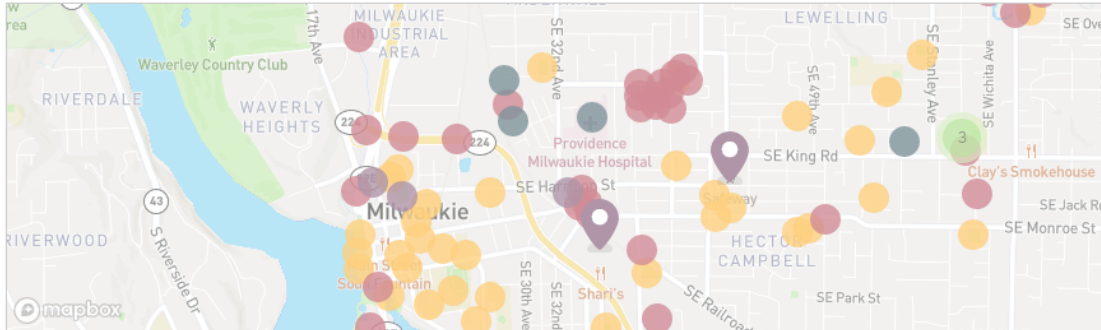 17th Ave
MILWAUKIE
INDUSTRIAL
AREA
SE 32nd Ave
LEWELLING
SE Stanley Ave
SE Wichita Ave
SE Ove
Waverley Country Club
RIVERDALE
WAVERLY
HEIGHTS
224
224
SE 49th Ave
Providence
Milwaukie Hospital
SE King Rd
3
Clay's Smokehouse
SE Harrison St
Safeway
43
Milwaukie
SE Jack Ro
SE Monroe St
RIVERWOOD
S Riverside Dr
HECTOR
CAMPBELL
Soda Fountain
SE 30th Ave
SE 32nd
Shari's
SE Railroad
SE Park St
mapbox